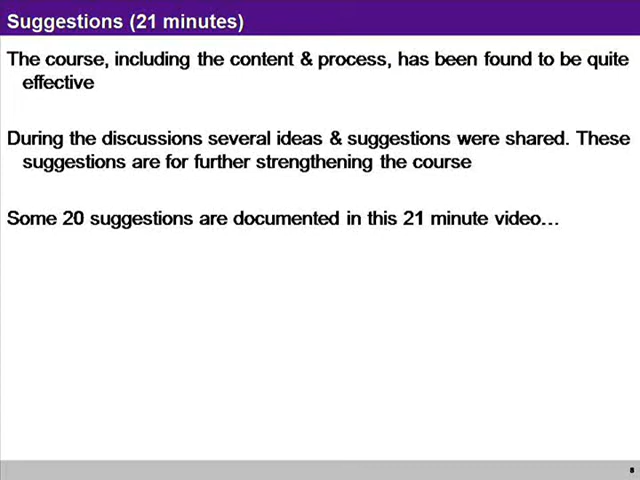 Suggestions (21 minutes)
The course, including the content & process, has been found to be quite
effective
During the discussions several ideas & suggestions were shared. These
suggestions are for further strengthening the course
Some 20 suggestions are documented in this 21 minute video…
8